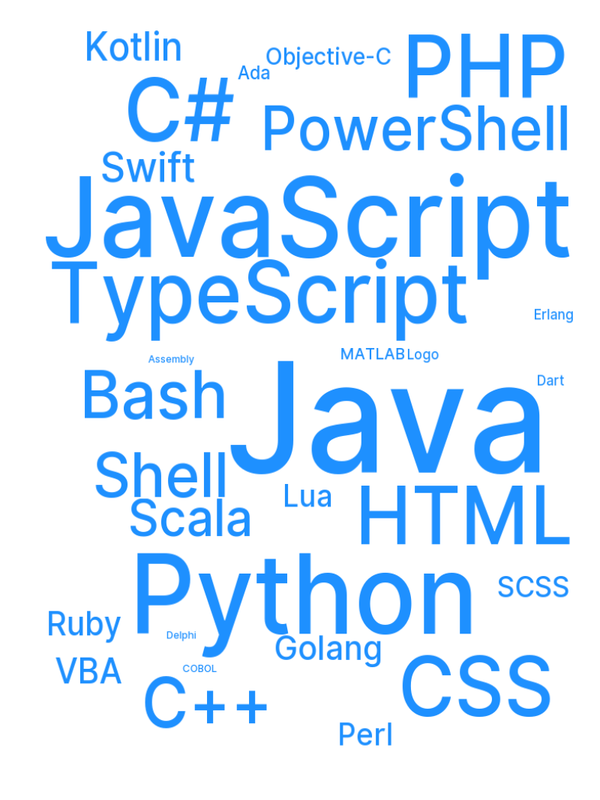 Kotlin
Objective-C
PHP
Ada
C#
PowerShell
Swift
JavaScript
TypeScript
Erlang
MATLAB
Logo
Assembly
Dart
Bash
Java
Shell
Lua
HTML
Scala
Python
SCSS
Ruby
Delphi
Golang
VBA
COBOL
CSS
C++
Perl